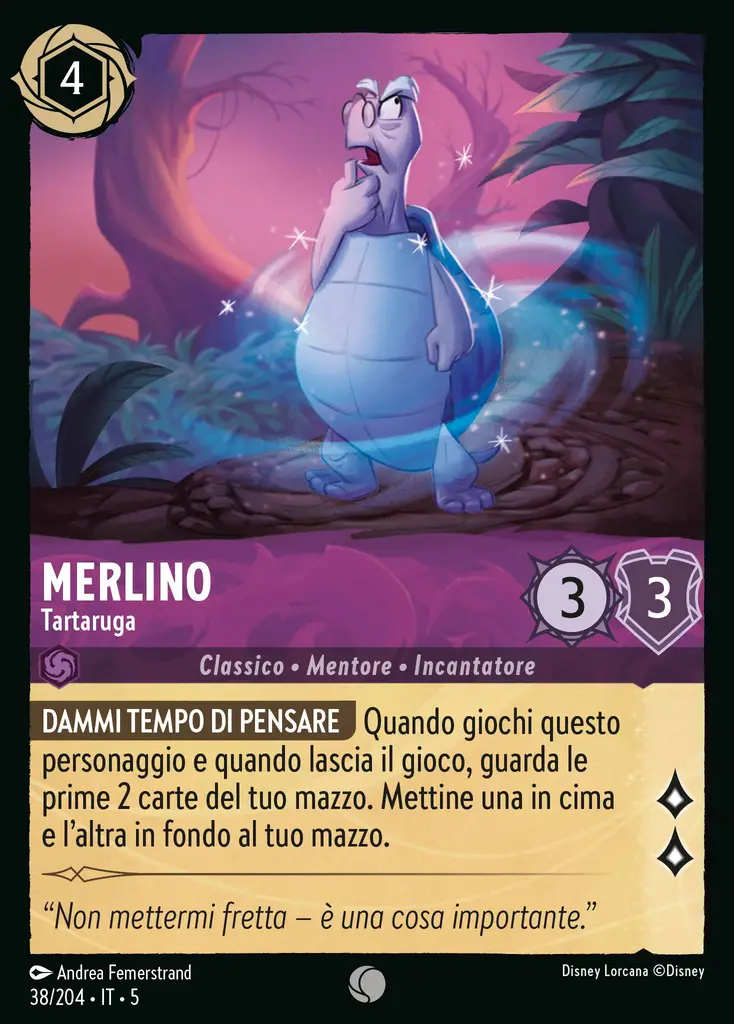 4
MERLINO
Tartaruga
3
3
Classico • Mentore • Incantatore
DAMMI TEMPO DI PENSARE Quando giochi questo
personaggio e quando lascia il gioco, guarda le
prime 2 carte del tuo mazzo. Mettine una in cima
e l’altra in fondo al tuo mazzo.
“Non mettermi fretta – è una cosa importante.”
Andrea Femerstrand
Disney Lorcana ©Disney
38/204 • IT • 5